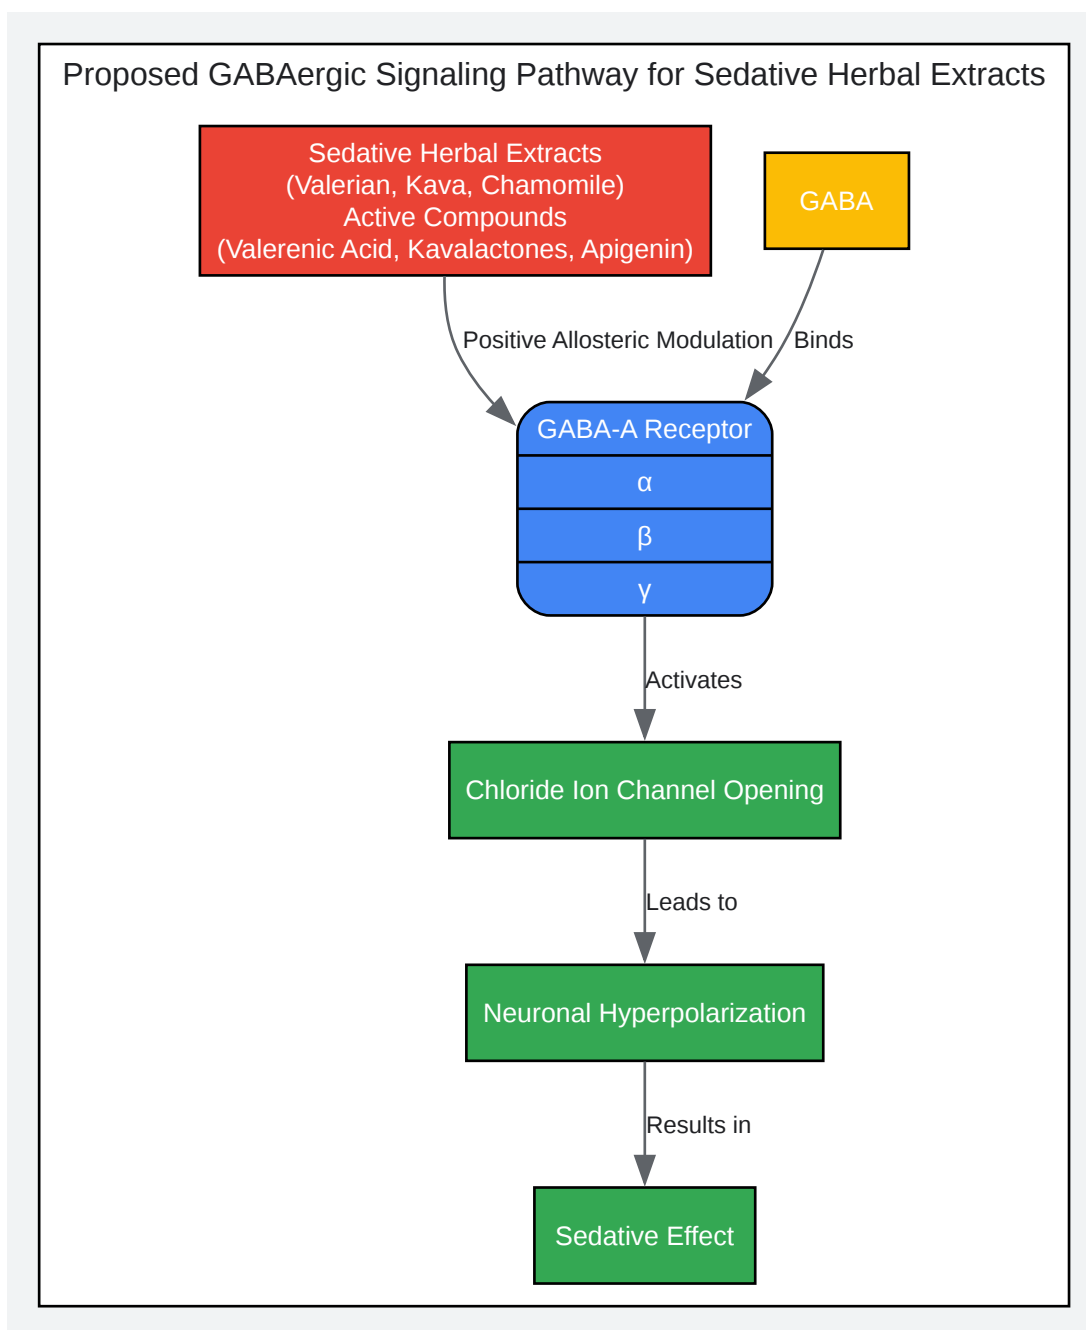 Proposed GABAergic Signaling Pathway for Sedative Herbal Extracts
Sedative Herbal Extracts
(Valerian, Kava, Chamomile)
Active Compounds
(Valerenic Acid, Kavalactones, Apigenin)
GABA
Positive Allosteric Modulation
Binds
GABA-A Receptor
α
β
γ
Activates
Chloride Ion Channel Opening
Leads to
Neuronal Hyperpolarization
Results in
Sedative Effect